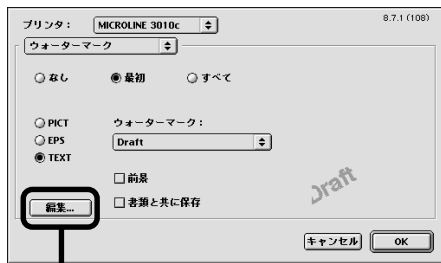 プリンタ： MICROLINE 3010c 8.7.1 (108)
ウォーターマーク
なし 最初 すべて
PICT ウォーターマーク：
EPS Draft
TEXT
前景
Draft
編集... 書類と共に保存
キャンセル OK